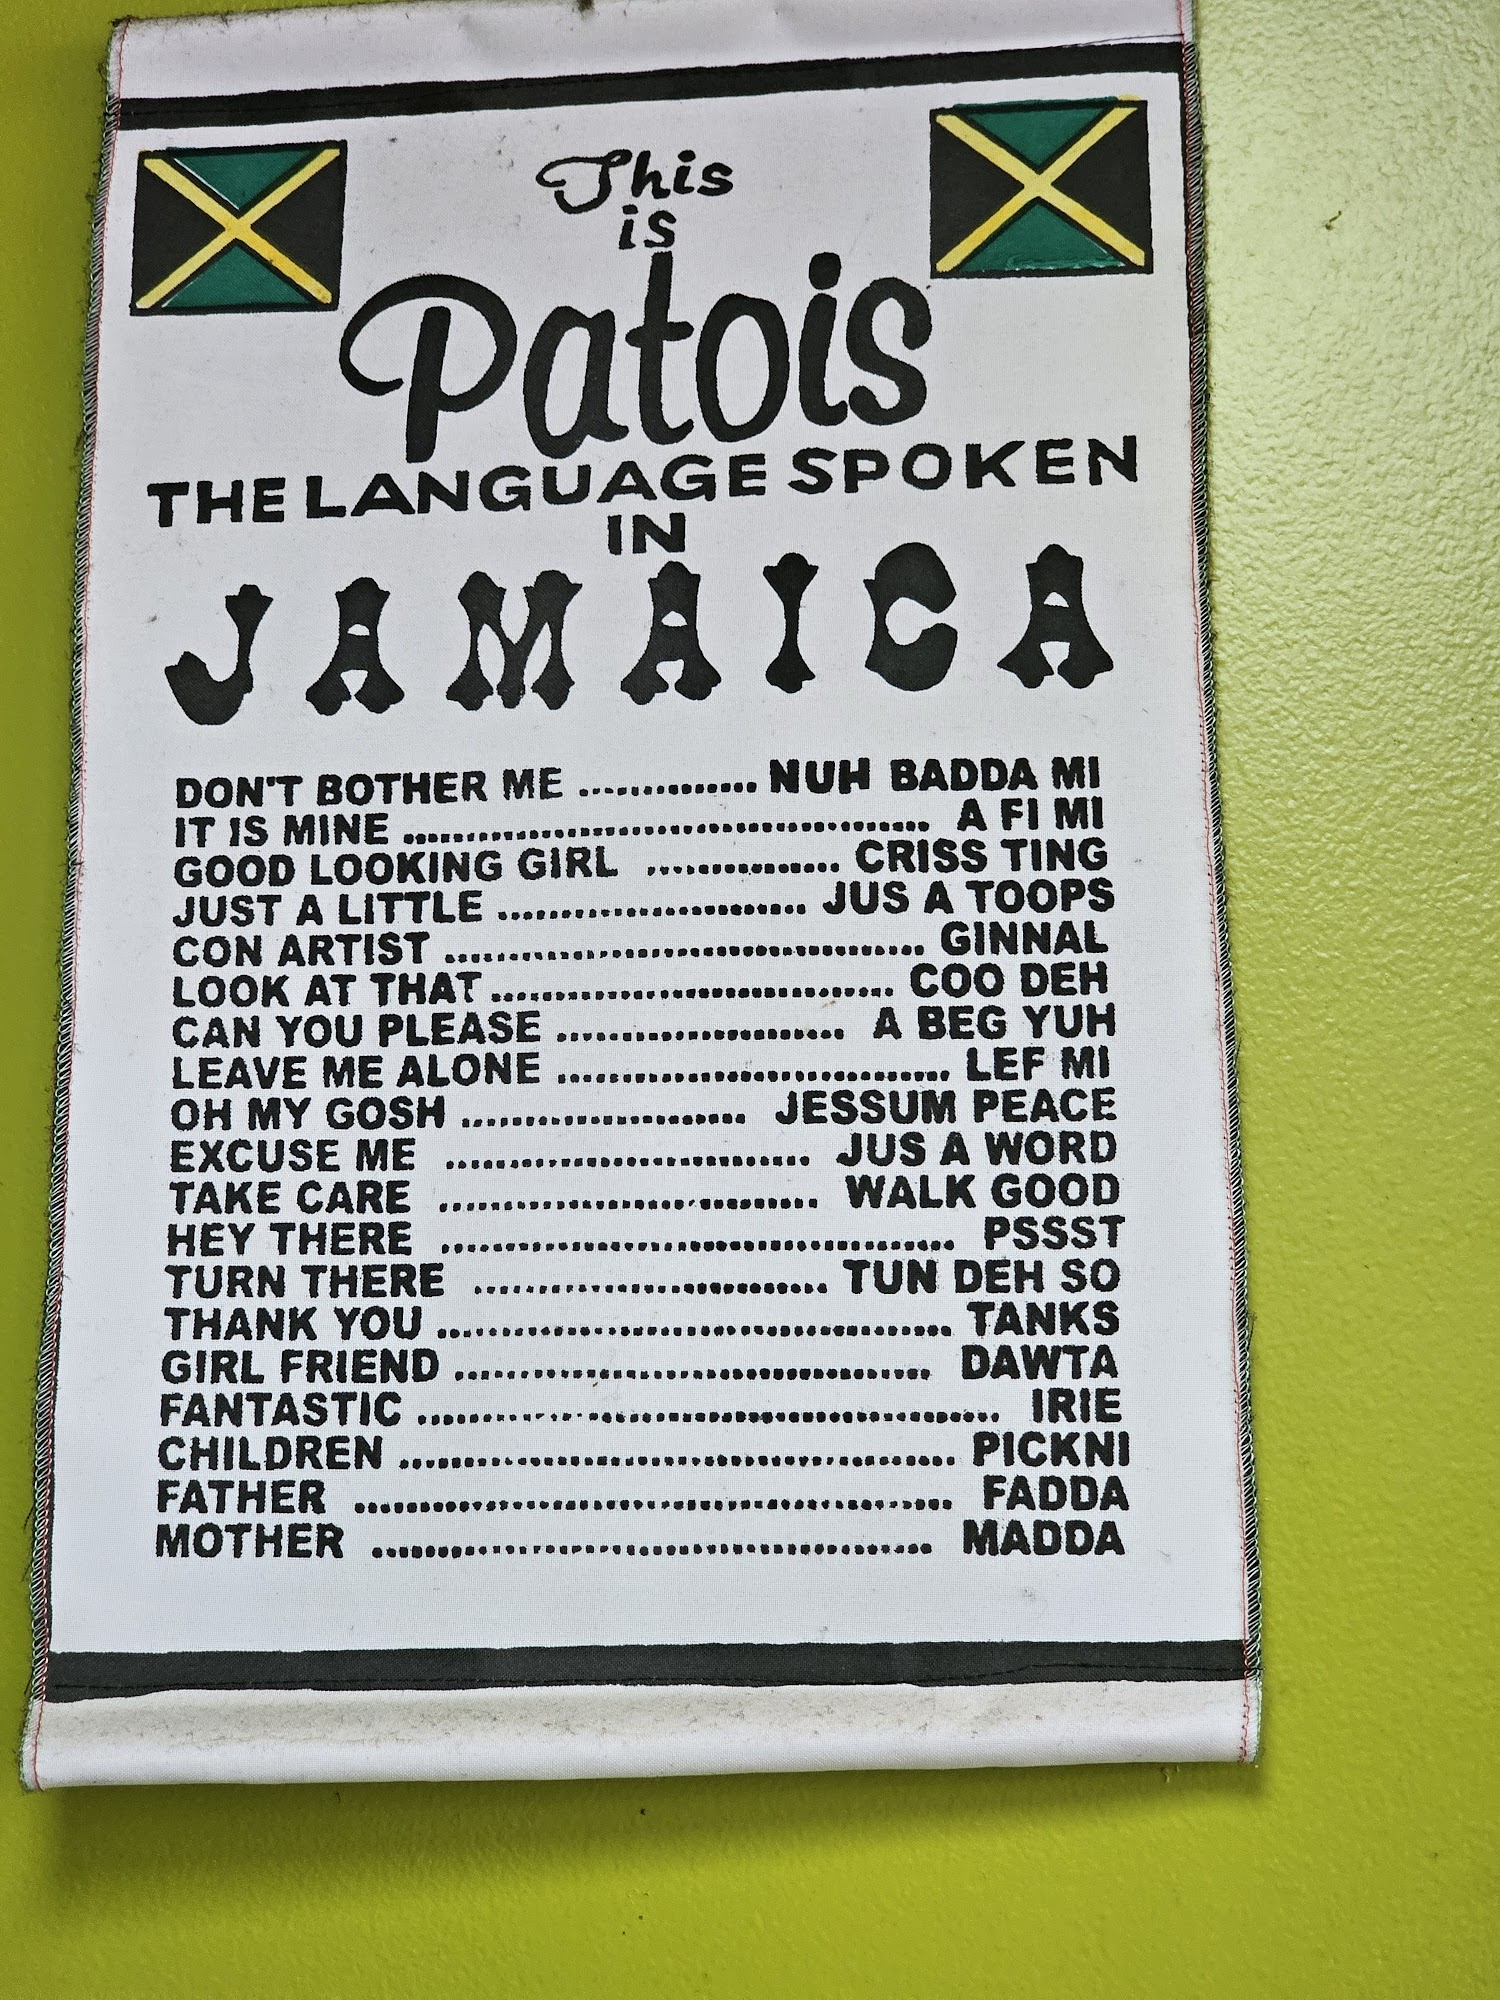 This
is
Patois
THE LANGUAGE SPOKEN
IN
JAMAICA
DON'T BOTHER ME .............. NUH BADDA MI
IT IS MINE .......................................... A FI MI
GOOD LOOKING GIRL ............... CRISS TING
JUST A LITTLE ........................ JUS A TOOPS
CON ARTIST ...................................... GINNAL
LOOK AT THAT ................................ COO DEH
CAN YOU PLEASE ....................... A BEG YUH
LEAVE ME ALONE ............................... LEF MI
OH MY GOSH ...................... JESSUM PEACE
EXCUSE ME ............................. JUS A WORD
TAKE CARE .............................. WALK GOOD
HEY THERE ......................................... PSSST
TURN THERE ............................ TUN DEH SO
THANK YOU ......................................... TANKS
GIRL FRIEND ...................................... DAWTA
FANTASTIC .............................................. IRIE
CHILDREN ............................................ PICKNI
FATHER ............................................... FADDA
MOTHER ............................................ MADDA